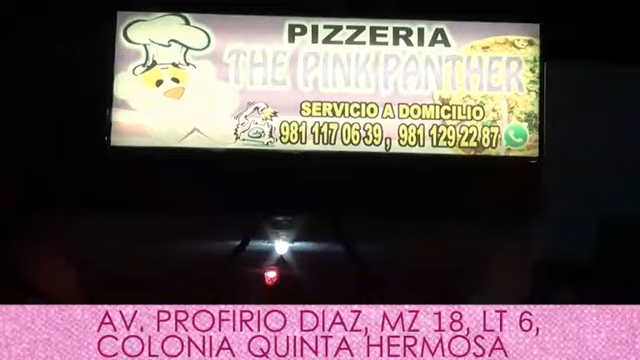 PIZZERIA
THE PINK PANTHER
SERVICIO A DOMICILIO
981 117 06 39, 981 129 22 87
AV. PROFIRIO DIAZ, MZ 18, LT 6,
COLONIA QUINTA HERMOSA